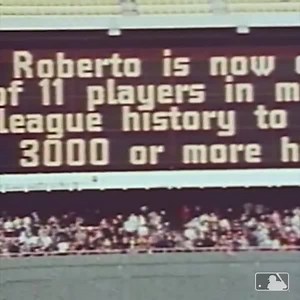 Roberto is now
of 11 players in m
league history to
3000 or more h